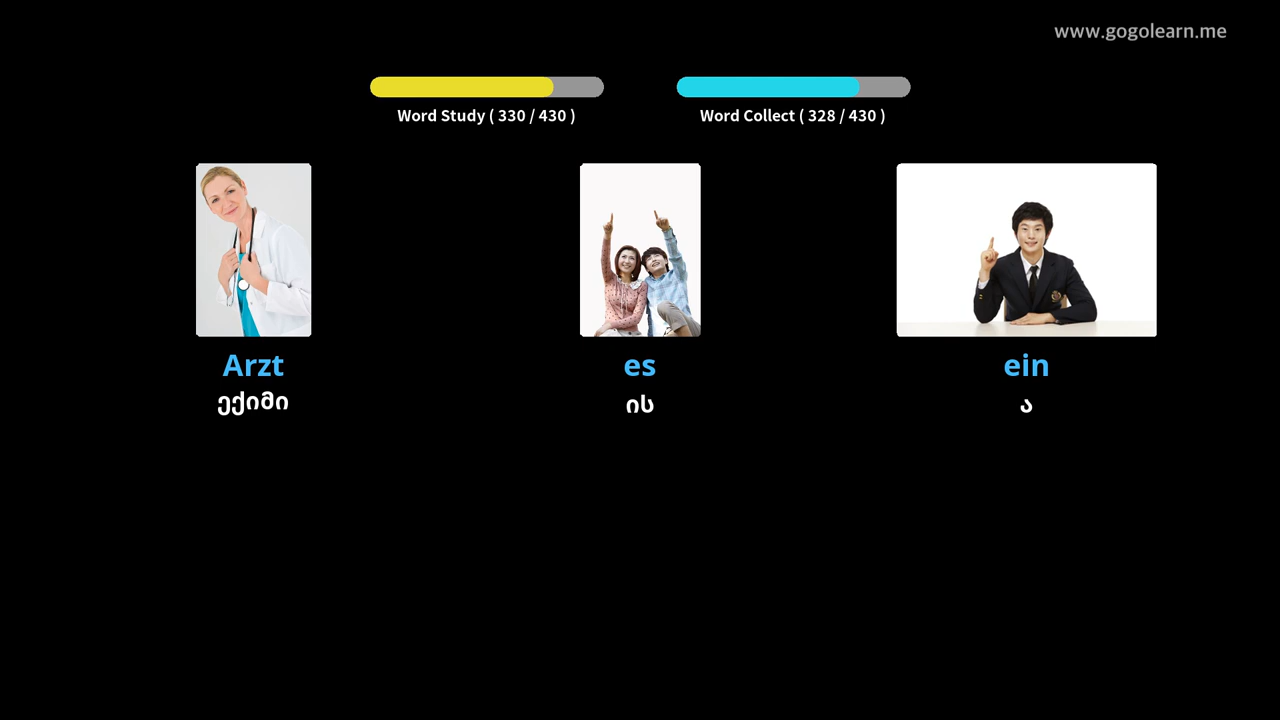 www.gogolearn.me
Word Study ( 330 / 430 )
Word Collect ( 328 / 430 )
Arzt
es
ein
ექიმი
ის
ა